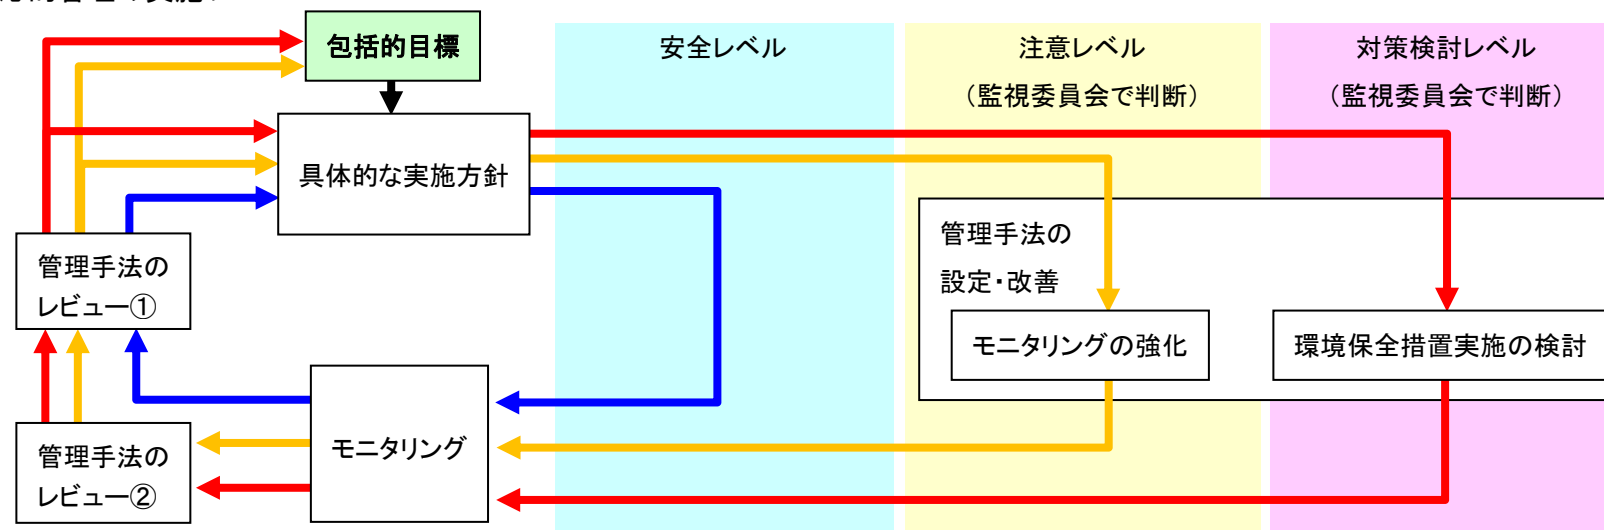 包括的目標
安全レベル
注意レベル
（監視委員会で判断）
対策検討レベル
（監視委員会で判断）
具体的な実施方針
管理手法の
設定・改善
管理手法の
レビュー①
モニタリングの強化
環境保全措置実施の検討
モニタリング
管理手法の
レビュー②